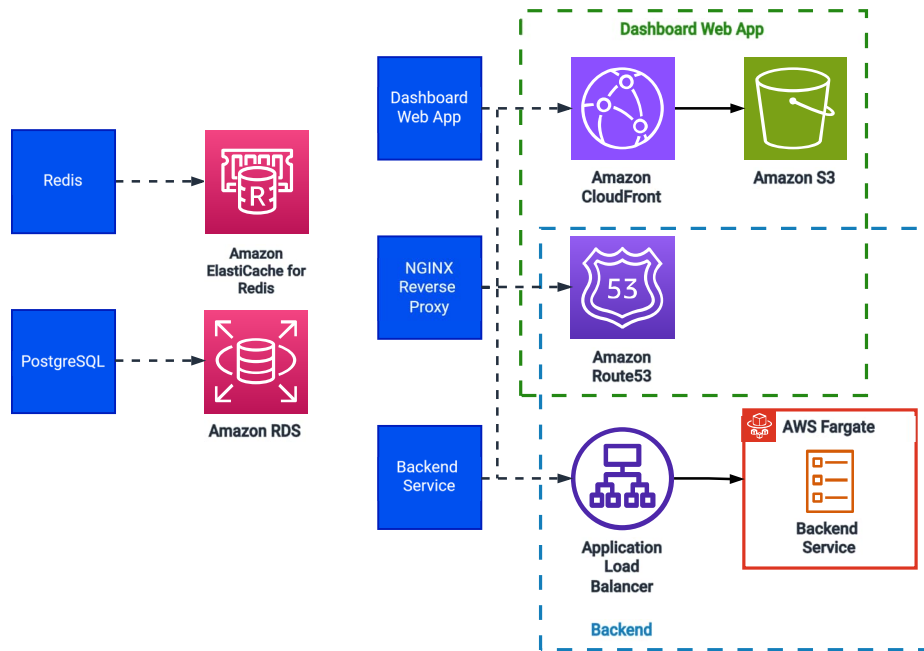 Dashboard Web App
Dashboard
Web App
Amazon
CloudFront
Amazon S3
Redis
R
Amazon
ElastiCache for
Redis
NGINX
Reverse
Proxy
53
Amazon
Route53
PostgreSQL
Amazon RDS
Backend
Service
Application
Load
Balancer
AWS Fargate
Backend
Service
Backend